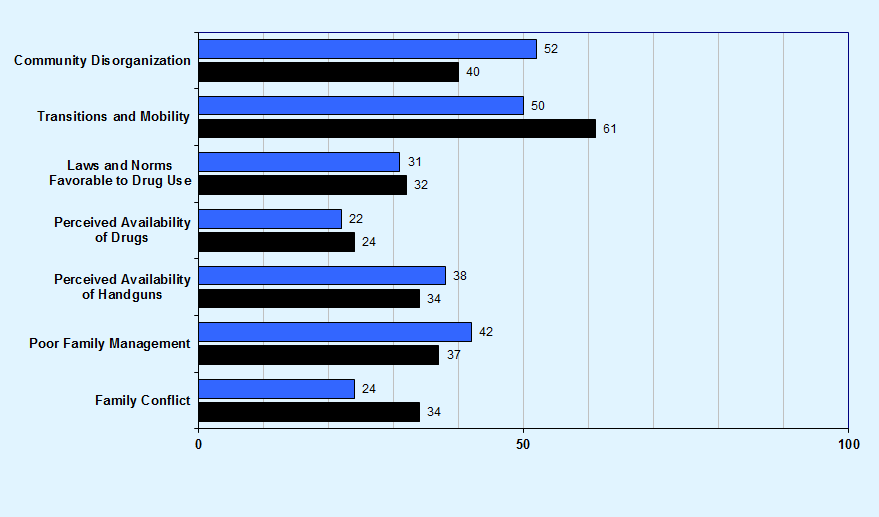 Community Disorganization
52
40
Transitions and Mobility
50
61
Laws and Norms
Favorable to Drug Use
31
32
Perceived Availability
of Drugs
22
24
Perceived Availability
of Handguns
38
34
Poor Family Management
42
37
Family Conflict
24
34
0
50
100